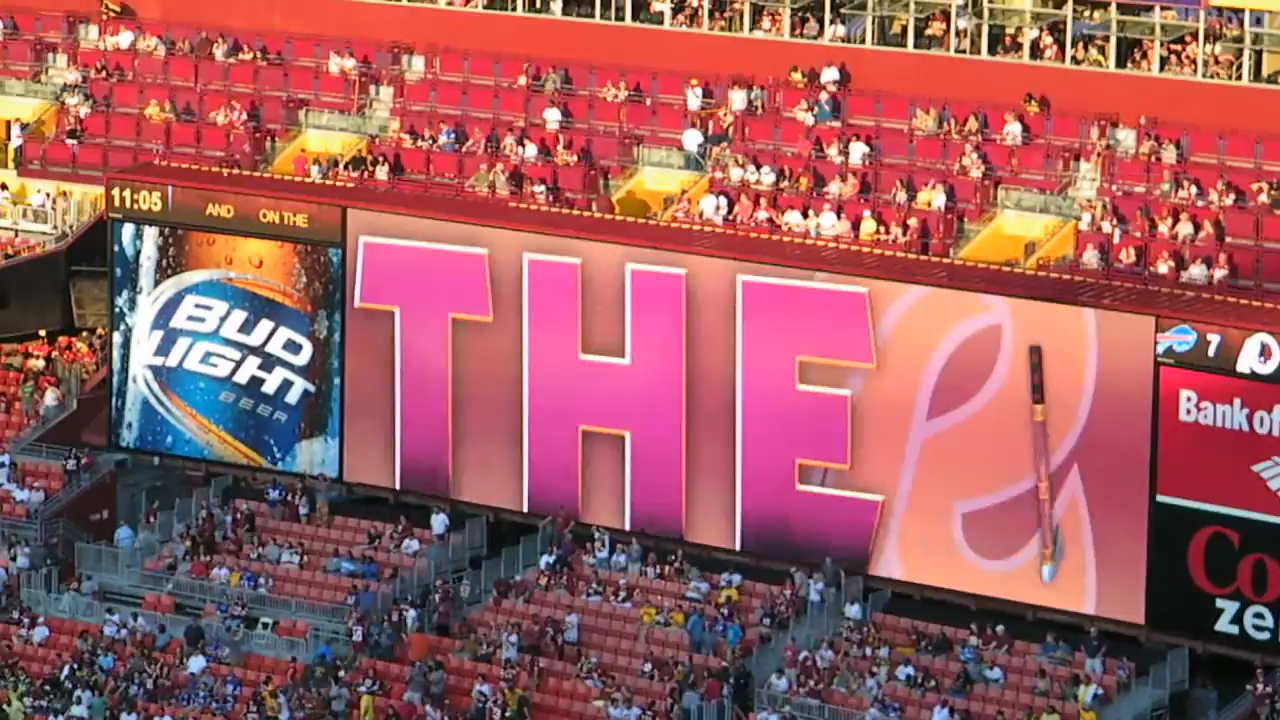 11:05
AND ON THE
BUD
LIGHT
BEER
THE
7
Bank of
Co
ze